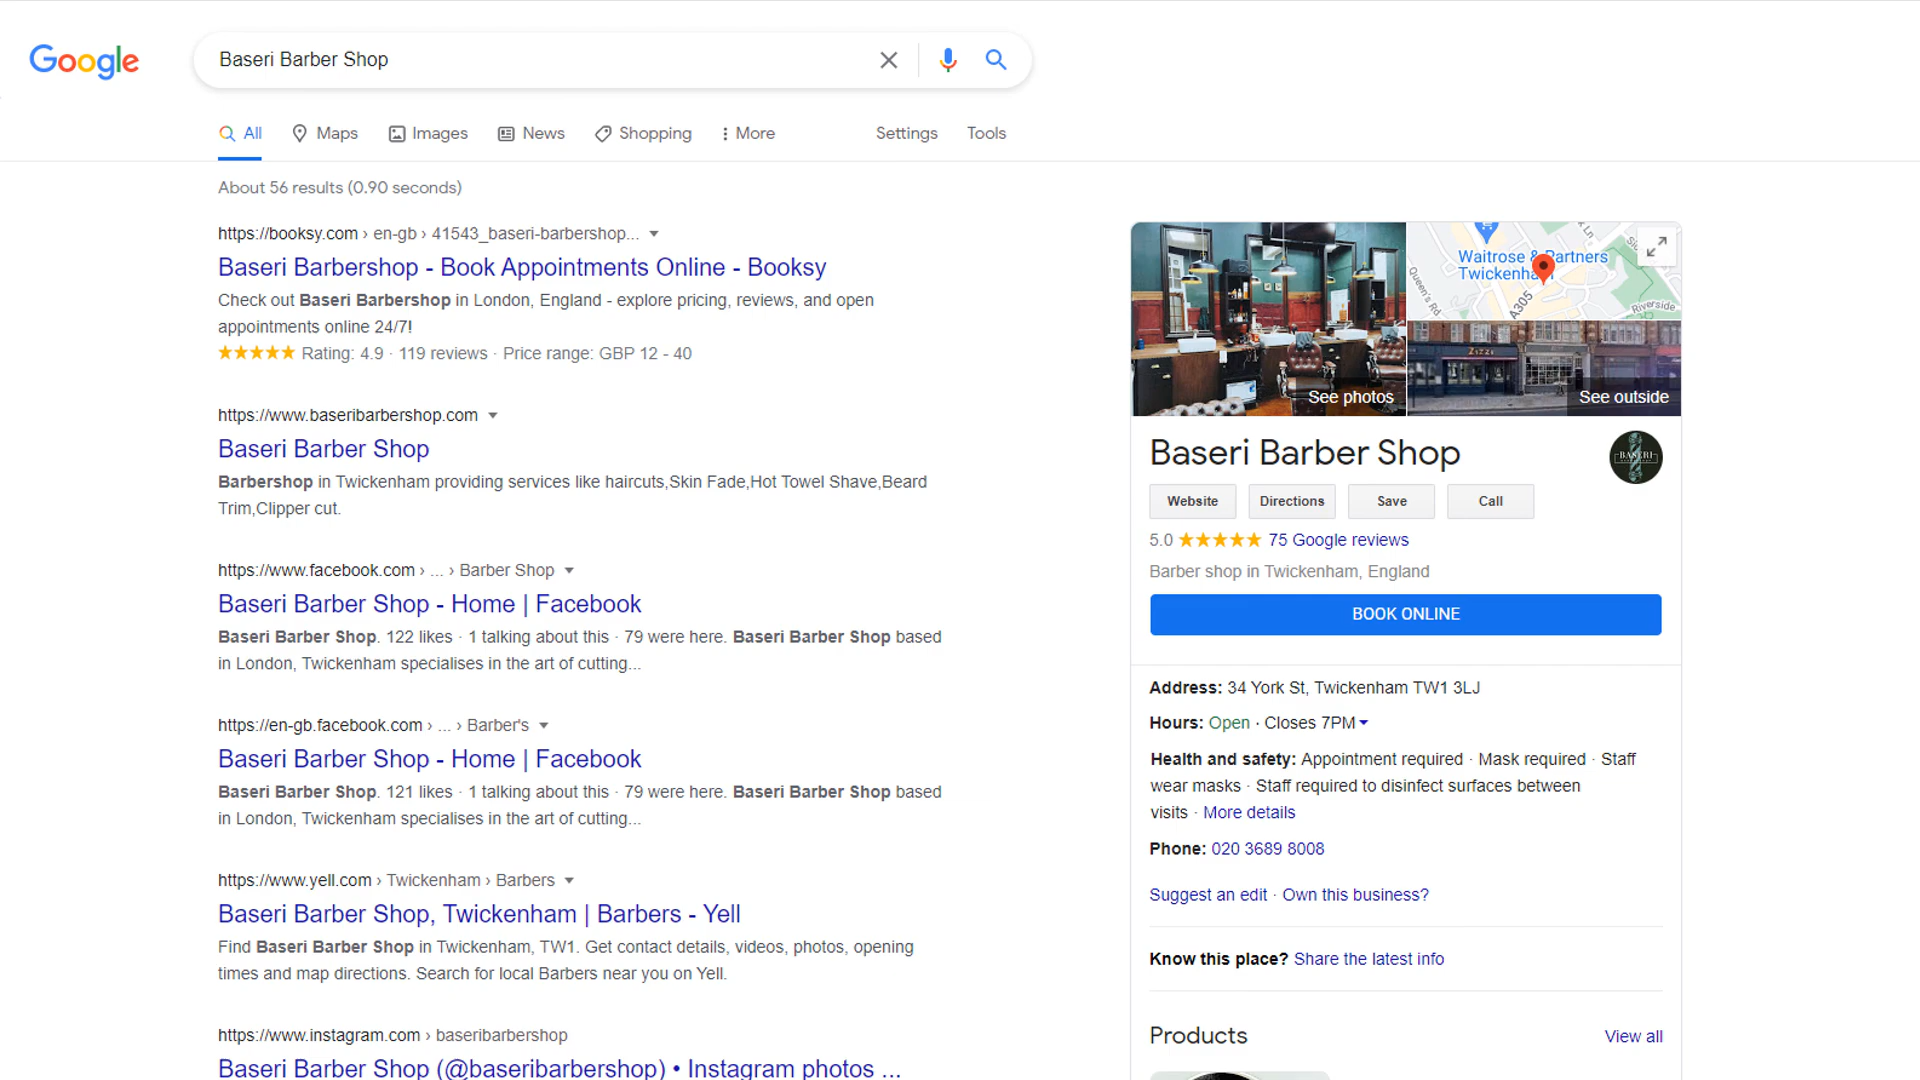 Google
Baseri Barber Shop
All Maps Images News Shopping More Settings Tools
About 56 results (0.90 seconds)
https://booksy.com › en-gb › 41543_baseri-barbershop...
Baseri Barbershop - Book Appointments Online - Booksy
Check out Baseri Barbershop in London, England - explore pricing, reviews, and open
appointments online 24/7!
Rating: 4.9 · 119 reviews · Price range: GBP 12 - 40
https://www.baseribarbershop.com
Baseri Barber Shop
Barbershop in Twickenham providing services like haircuts,Skin Fade,Hot Towel Shave,Beard
Trim,Clipper cut.
https://www.facebook.com › ... › Barber Shop
Baseri Barber Shop - Home | Facebook
Baseri Barber Shop. 122 likes · 1 talking about this · 79 were here. Baseri Barber Shop based
in London, Twickenham specialises in the art of cutting...
https://en-gb.facebook.com › ... › Barber's
Baseri Barber Shop - Home | Facebook
Baseri Barber Shop. 121 likes · 1 talking about this · 79 were here. Baseri Barber Shop based
in London, Twickenham specialises in the art of cutting...
https://www.yell.com › Twickenham › Barbers
Baseri Barber Shop, Twickenham | Barbers - Yell
Find Baseri Barber Shop in Twickenham, TW1. Get contact details, videos, photos, opening
times and map directions. Search for local Barbers near you on Yell.
https://www.instagram.com › baseribarbershop
Baseri Barber Shop (@baseribarbershop) • Instagram photos ...
Waitrose & Partners
Twickenham
Queen's Rd
A305
Riverside
ZIZZI
See photos
See outside
Baseri Barber Shop
BASERI
Website Directions Save Call
5.0 75 Google reviews
Barber shop in Twickenham, England
BOOK ONLINE
Address: 34 York St, Twickenham TW1 3LJ
Hours: Open · Closes 7PM
Health and safety: Appointment required · Mask required · Staff
wear masks · Staff required to disinfect surfaces between
visits · More details
Phone: 020 3689 8008
Suggest an edit · Own this business?
Know this place? Share the latest info
Products View all